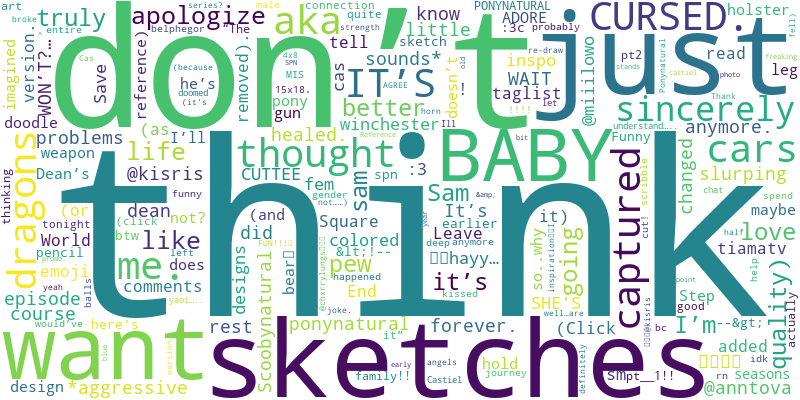 don't
think
just
want
sketches
BABY
thought
aka
truly
apologize
CURSED.
sincerely
cars
captured
dragons
me.
like
life
IT'S
better
sounds*
little
know
tell
inspo
WAIT
taglist
@miiilowo
read
leg
holster
anymore.
changed
slurping
maybe
love
tiamatv
quality)
I'm
added
seasons
@anntova
smpt__1!!
Step
good
actually
idk
bc
rn
hold
journey
family!!
Castiel
angels
early
joke.
forever.
ponynatural
rest
Scoobynatural
pew
End
colored
&lt;!--
--&gt;
Square
fem
healed
CUTTEE
winchester
cas
gun
pony
15x18.
SPN
4x8
MIS
AGREE
reference)
removed).
version.
imagined
doodle
WON'T?...
Save
he's
(because
doomed
(it's
belphegor
series?
entire
broke
art
Cas
The
male
connection
quite
strength
PONYNATURAL
ADORE
:3c
probably
sketch
old
!
!!!!
let
doesn't
re-draw
stands
Ponynatural
castiel
photo
freaking
fell)
pt2
Thank
understand....
Funny
scribble
chat
spend
half
help
point
cut!
(Click
SHE'S
going
so..why
it)
well…are
definitely
kissed
happened
deep
anymore
year
Leave
earlier
It's
it's
Sam
sam
spn
:3
&amp;
bit
horn
I'll
Ill
Reference
gender
not....)
did
(and
designs
FUN!!!
dean
not?
@kisris
(as
(click
btw
does
left
funny
yaoi....
blue
version
here's
would've
comments
World
(or
tonight
thinking
problems
weapon
Dean's
pencil
emoji
episode
course
yeah
balls
design
*aggressive
it"
hayy…